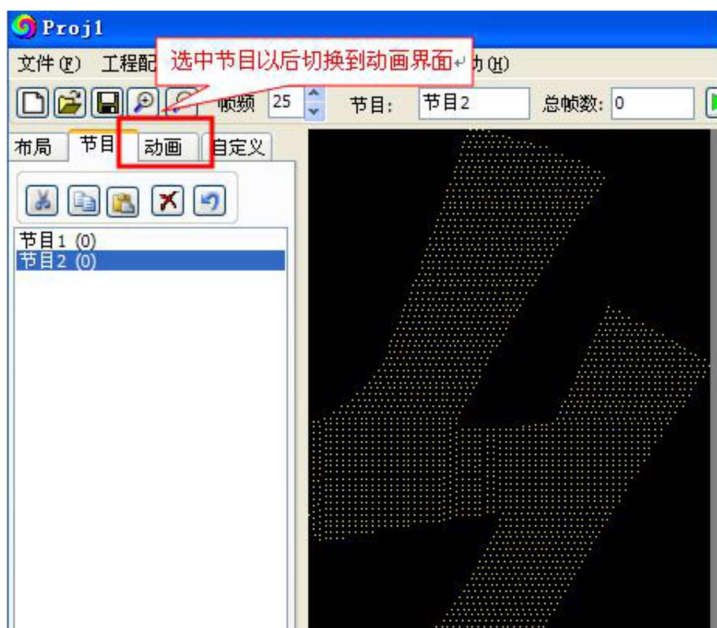 Proj1
文件(F) 工程配
选中节目以后切换到动画界面↵
(H)
帧频 25 节目: 节目2 总帧数: 0
布局 节目 动画 自定义
节目1 (0)
节目2 (0)